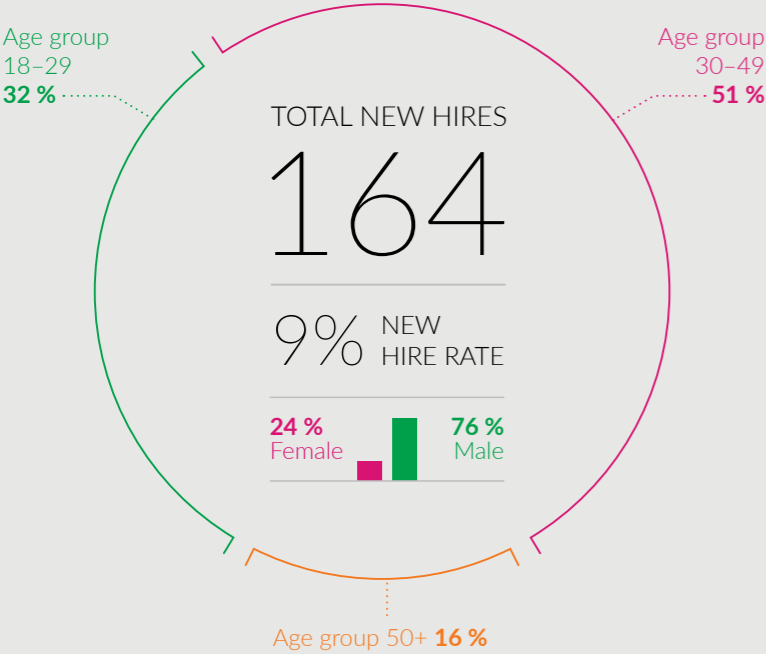 Age group
18–29
32 %
Age group
30–49
51 %
TOTAL NEW HIRES
164
9% NEW
HIRE RATE
24 %
Female
76 %
Male
Age group 50+ 16 %